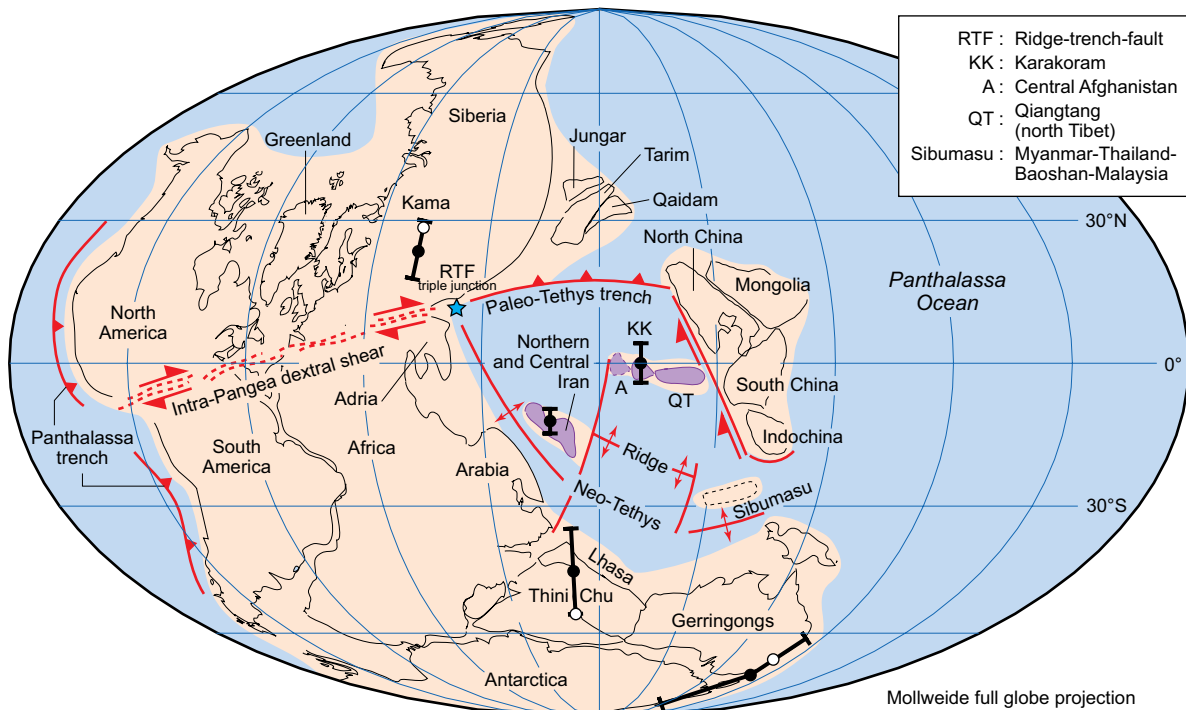 RTF : Ridge-trench-fault
KK : Karakoram
A : Central Afghanistan
QT : Qiangtang
(north Tibet)
Sibumasu : Myanmar-Thailand-
Baoshan-Malaysia
Siberia
Greenland
Jungar
Tarim
Qaidam
Kama
30°N
North China
RTF
triple junction
Mongolia
Panthalassa
Ocean
Paleo-Tethys trench
North
America
KK
Northern
and Central
Iran
0°
Intra-Pangea dextral shear
A
QT
South China
Adria
Panthalassa
trench
South
America
Africa
Arabia
Ridge
Indochina
Neo-Tethys
Sibumasu
30°S
Lhasa
Thini Chu
Gerringongs
Antarctica
Mollweide full globe projection